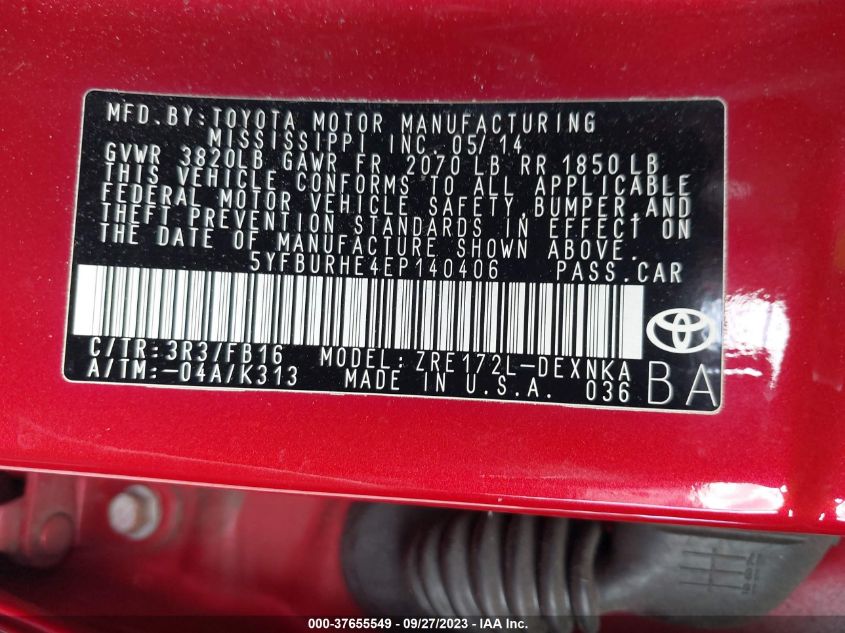 MFD.BY:TOYOTA MOTOR MANUFACTURING
MISSISSIPPI INC. 05/14
GVWR 3820LB GAWR FR 2070 LB RR 1850 LB
THIS VEHICLE CONFORMS TO ALL APPLICABLE
FEDERAL MOTOR VEHICLE SAFETY,BUMPER,AND
THEFT PREVENTION STANDARDS IN EFFECT ON
THE DATE OF MANUFACTURE SHOWN ABOVE.
5YFBURHE4EP140406 PASS.CAR
C/TR:3R3/FB16 MODEL:ZRE172L-DEXNKA
A/TM:-04A/K313 MADE IN U.S.A. 036 BA
000-37655549 - 09/27/2023 - IAA, Inc.